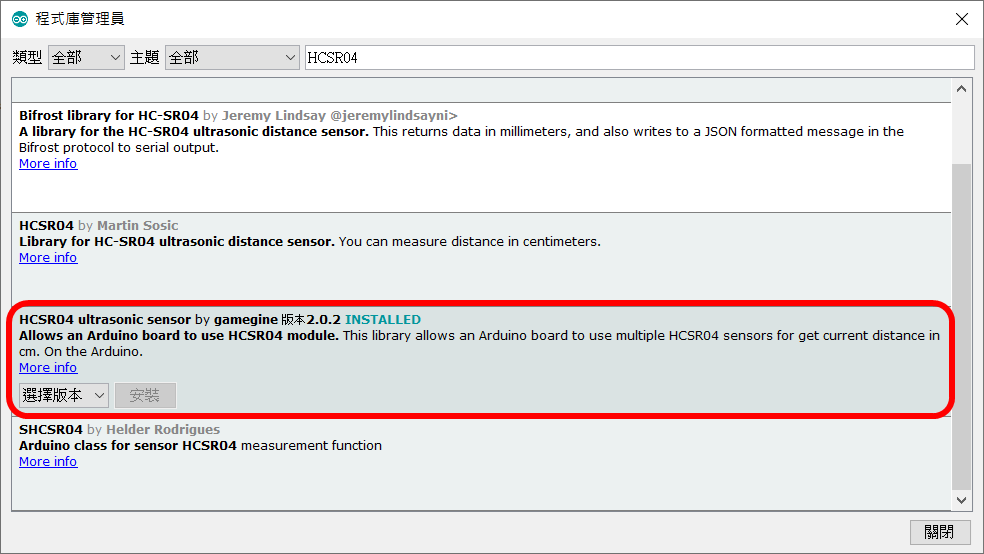 程式庫管理員
類型 全部 主題 全部 HCSR04
Bifrost library for HC-SR04 by Jeremy Lindsay @jeremylindsayni>
A library for the HC-SR04 ultrasonic distance sensor. This returns data in millimeters, and also writes to a JSON formatted message in the
Bifrost protocol to serial output.
More info
HCSR04 by Martin Sosic
Library for HC-SR04 ultrasonic distance sensor. You can measure distance in centimeters.
More info
HCSR04 ultrasonic sensor by gamegine 版本2.0.2 INSTALLED
Allows an Arduino board to use HCSR04 module. This library allows an Arduino board to use multiple HCSR04 sensors for get current distance in
cm. On the Arduino.
More info
選擇版本 安裝
SHCSR04 by Helder Rodrigues
Arduino class for sensor HCSR04 measurement function
More info
關閉